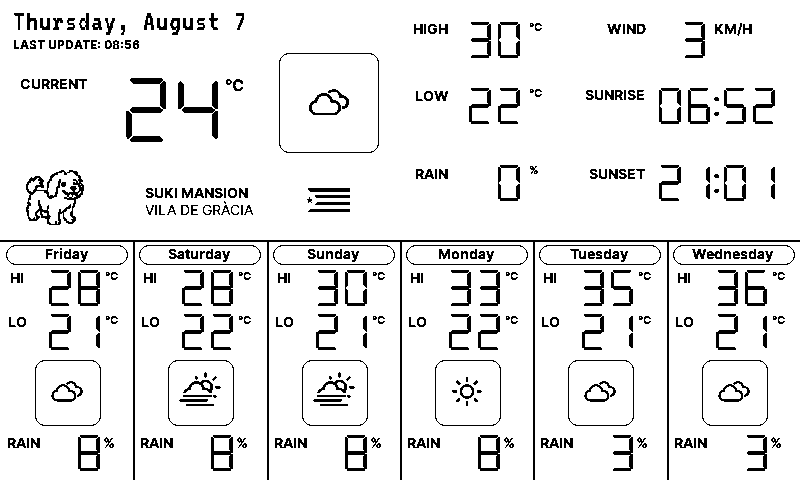 Thursday, August 7
LAST UPDATE: 08:56
CURRENT 24 °C
HIGH 30 °C
WIND 3 KM/H
LOW 22 °C
SUNRISE 06:52
RAIN 0 %
SUNSET 21:01
SUKI MANSION
VILA DE GRÀCIA
Friday
HI 28 °C
LO 21 °C
RAIN 8 %
Saturday
HI 28 °C
LO 22 °C
RAIN 8 %
Sunday
HI 30 °C
LO 21 °C
RAIN 8 %
Monday
HI 33 °C
LO 22 °C
RAIN 8 %
Tuesday
HI 35 °C
LO 21 °C
RAIN 3 %
Wednesday
HI 36 °C
LO 21 °C
RAIN 3 %